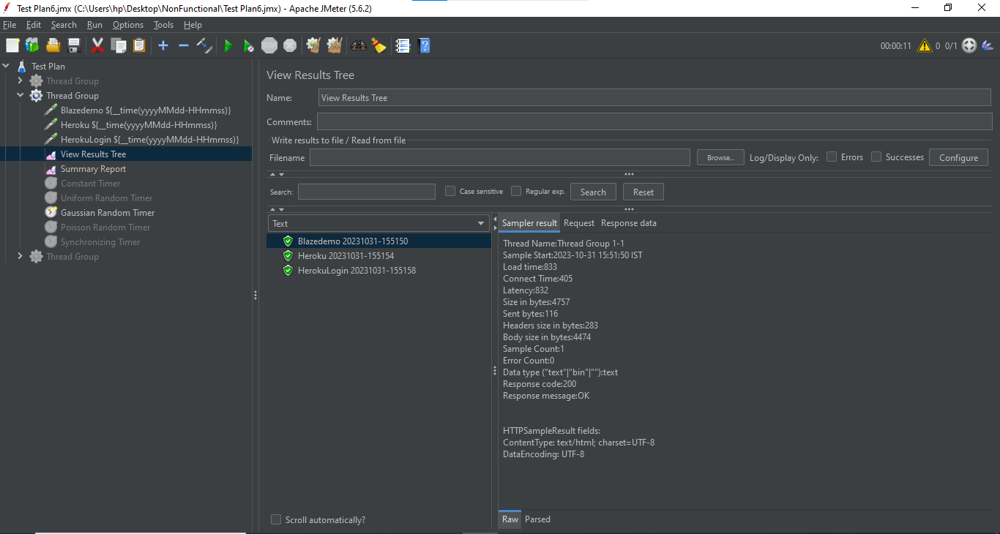 Test Plan6.jmx (C:\Users\hp\Desktop\NonFunctional\Test Plan6.jmx) - Apache JMeter (5.6.2)
File Edit Search Run Options Tools Help
STOP
00:00:11 0 0/1
Test Plan
Thread Group
Thread Group
Blazedemo ${__time(yyyyMMdd-HHmmss)}
Heroku ${__time(yyyyMMdd-HHmmss)}
HerokuLogin ${__time(yyyyMMdd-HHmmss)}
View Results Tree
Summary Report
Constant Timer
Uniform Random Timer
Gaussian Random Timer
Poisson Random Timer
Synchronizing Timer
Thread Group
View Results Tree
Name: View Results Tree
Comments:
Write results to file / Read from file
Filename Browse... Log/Display Only: Errors Successes Configure
Search: Case sensitive Regular exp. Search Reset
Text
Blazedemo 20231031-155150
Heroku 20231031-155154
HerokuLogin 20231031-155158
Scroll automatically?
Sampler result Request Response data
Thread Name:Thread Group 1-1
Sample Start:2023-10-31 15:51:50 IST
Load time:833
Connect Time:405
Latency:832
Size in bytes:4757
Sent bytes:116
Headers size in bytes:283
Body size in bytes:4474
Sample Count:1
Error Count:0
Data type ("text"|"bin"|""):text
Response code:200
Response message:OK
HTTPSampleResult fields:
ContentType: text/html; charset=UTF-8
DataEncoding: UTF-8
Raw Parsed